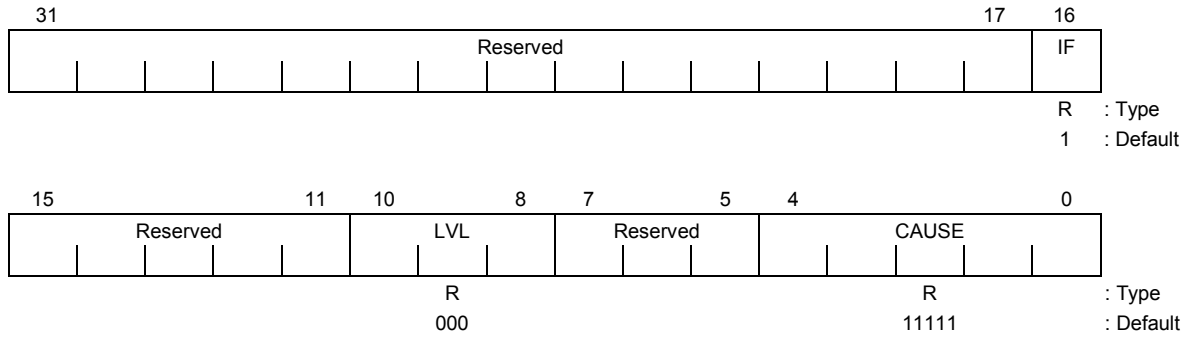 31 17 16
Reserved IF
R : Type
1 : Default
15 11 10 8 7 5 4 0
Reserved LVL Reserved CAUSE
R R : Type
000 11111 : Default